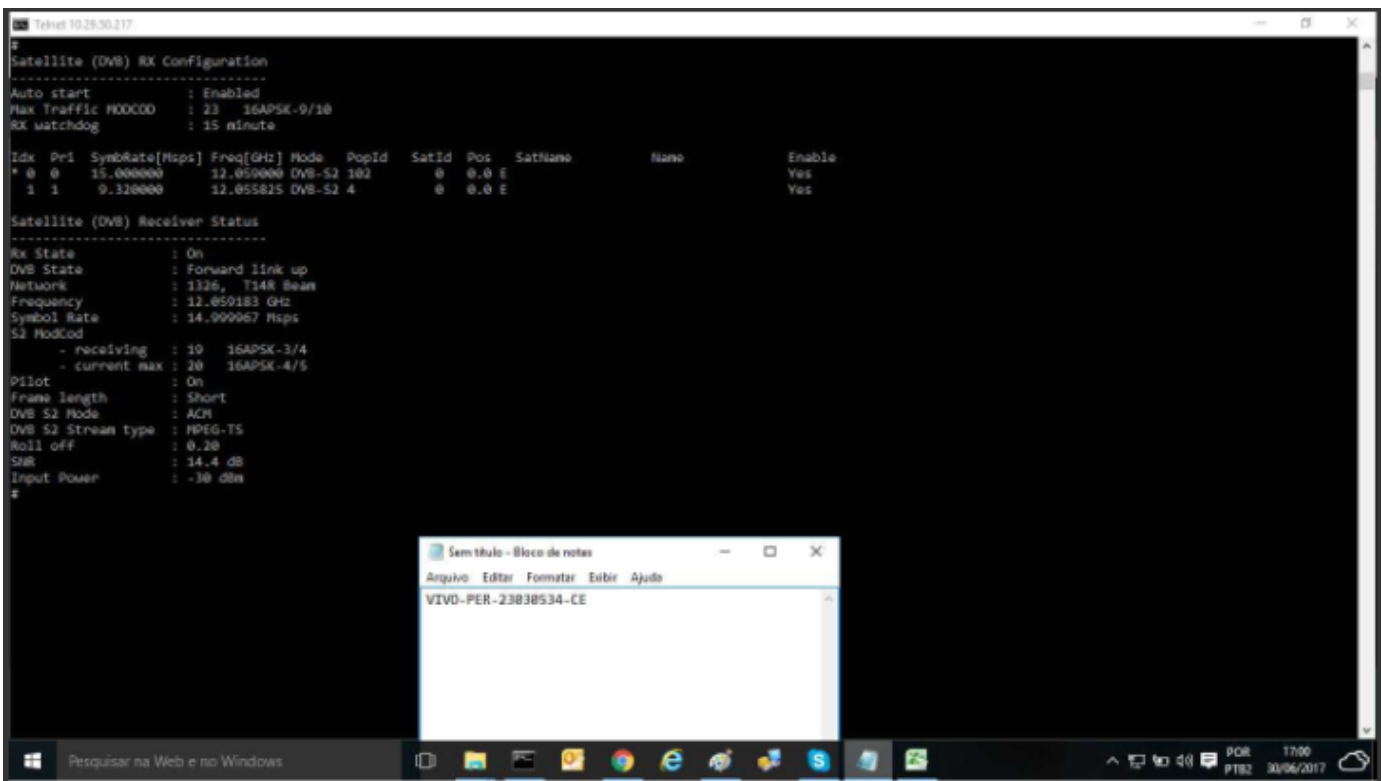 Telnet 10.29.50.217
#
Satellite (DVB) RX Configuration
---------------------------------
Auto start : Enabled
Max Traffic MODCOD : 23 16APSK-9/10
RX watchdog : 15 minute
Idx Pri SymbRate[Msps] Freq[GHz] Mode PopId SatId Pos SatName Name Enable
* 0 0 15.000000 12.059000 DVB-S2 102 0 0.0 E Yes
1 1 9.320000 12.055825 DVB-S2 4 0 0.0 E Yes
Satellite (DVB) Receiver Status
---------------------------------
Rx State : On
DVB State : Forward link up
Network : 1326, T14R Beam
Frequency : 12.059183 GHz
Symbol Rate : 14.999967 Msps
S2 ModCod
- receiving : 19 16APSK-3/4
- current max : 20 16APSK-4/5
Pilot : On
Frame length : Short
DVB S2 Mode : ACM
DVB S2 Stream type : MPEG-TS
Roll off : 0.20
SNR : 14.4 dB
Input Power : -30 dBm
#
Sem título - Bloco de notas
Arquivo Editar Formatar Exibir Ajuda
VIVO-PER-23030534-CE
Pesquisar na Web e no Windows
POR
PTB2
17:00
30/06/2017